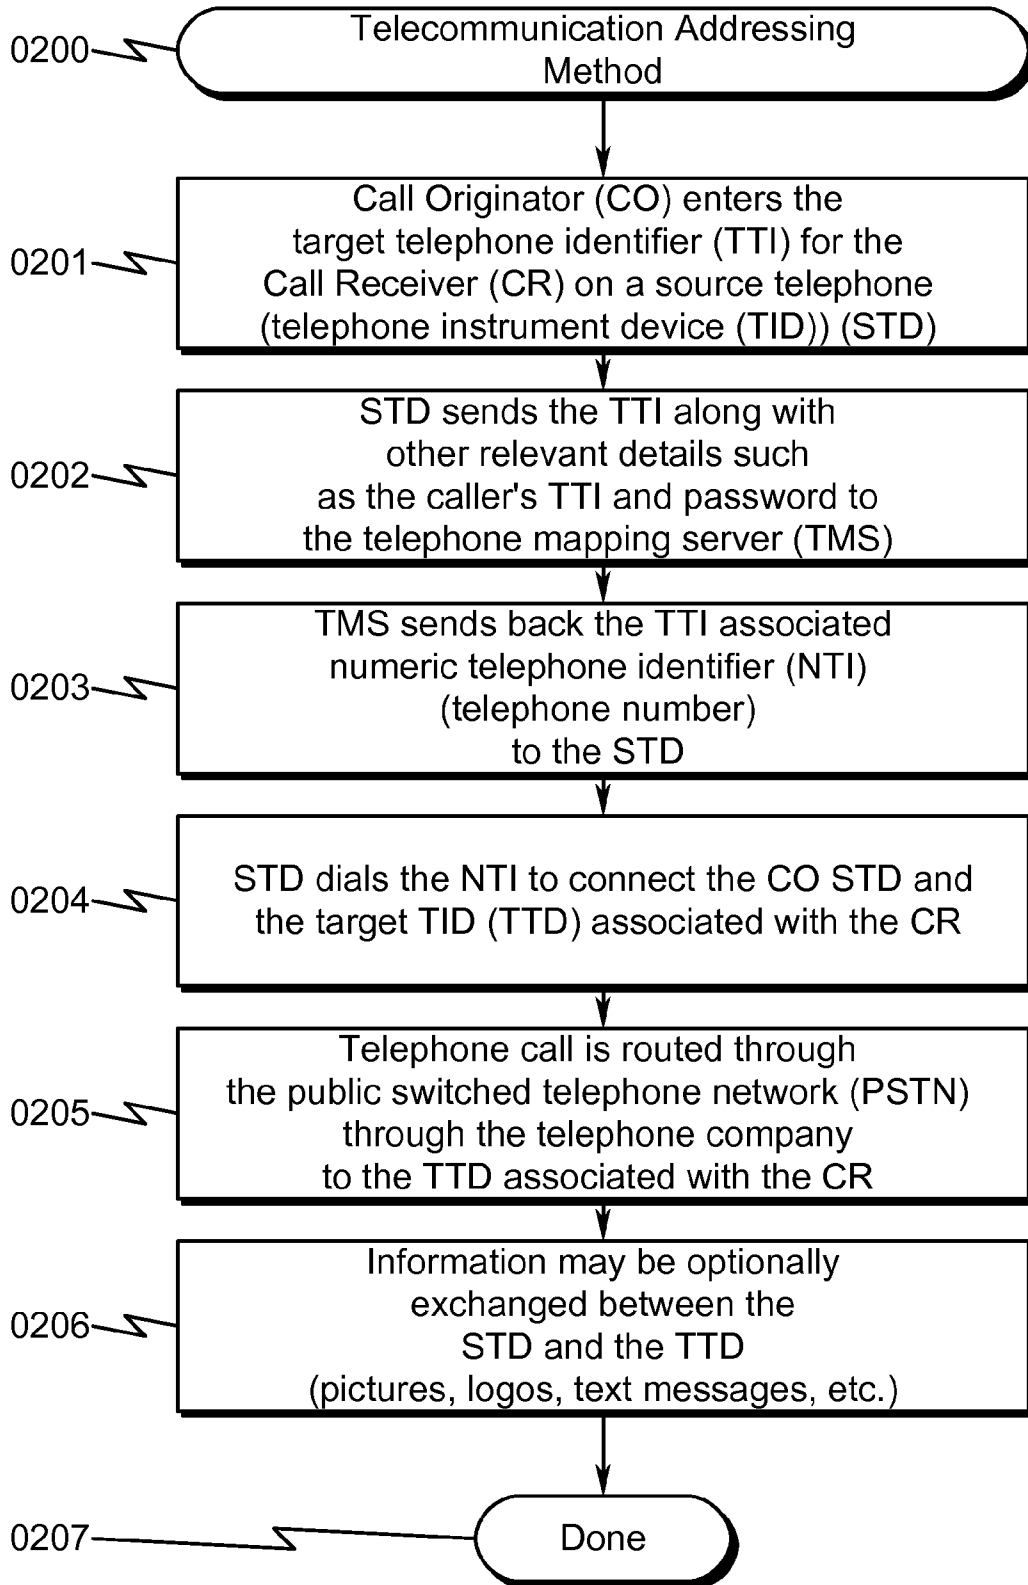 0200
Telecommunication Addressing
Method
0201
Call Originator (CO) enters the
target telephone identifier (TTI) for the
Call Receiver (CR) on a source telephone
(telephone instrument device (TID)) (STD)
0202
STD sends the TTI along with
other relevant details such
as the caller's TTI and password to
the telephone mapping server (TMS)
0203
TMS sends back the TTI associated
numeric telephone identifier (NTI)
(telephone number)
to the STD
0204
STD dials the NTI to connect the CO STD and
the target TID (TTD) associated with the CR
0205
Telephone call is routed through
the public switched telephone network (PSTN)
through the telephone company
to the TTD associated with the CR
0206
Information may be optionally
exchanged between the
STD and the TTD
(pictures, logos, text messages, etc.)
0207
Done